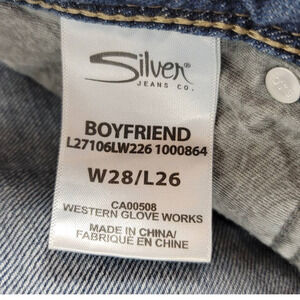 Silver®
JEANS CO.
BOYFRIEND
L27106LW226 1000864
W28/L26
CA00508
WESTERN GLOVE WORKS
MADE IN CHINA/
FABRIQUÉ EN CHINE